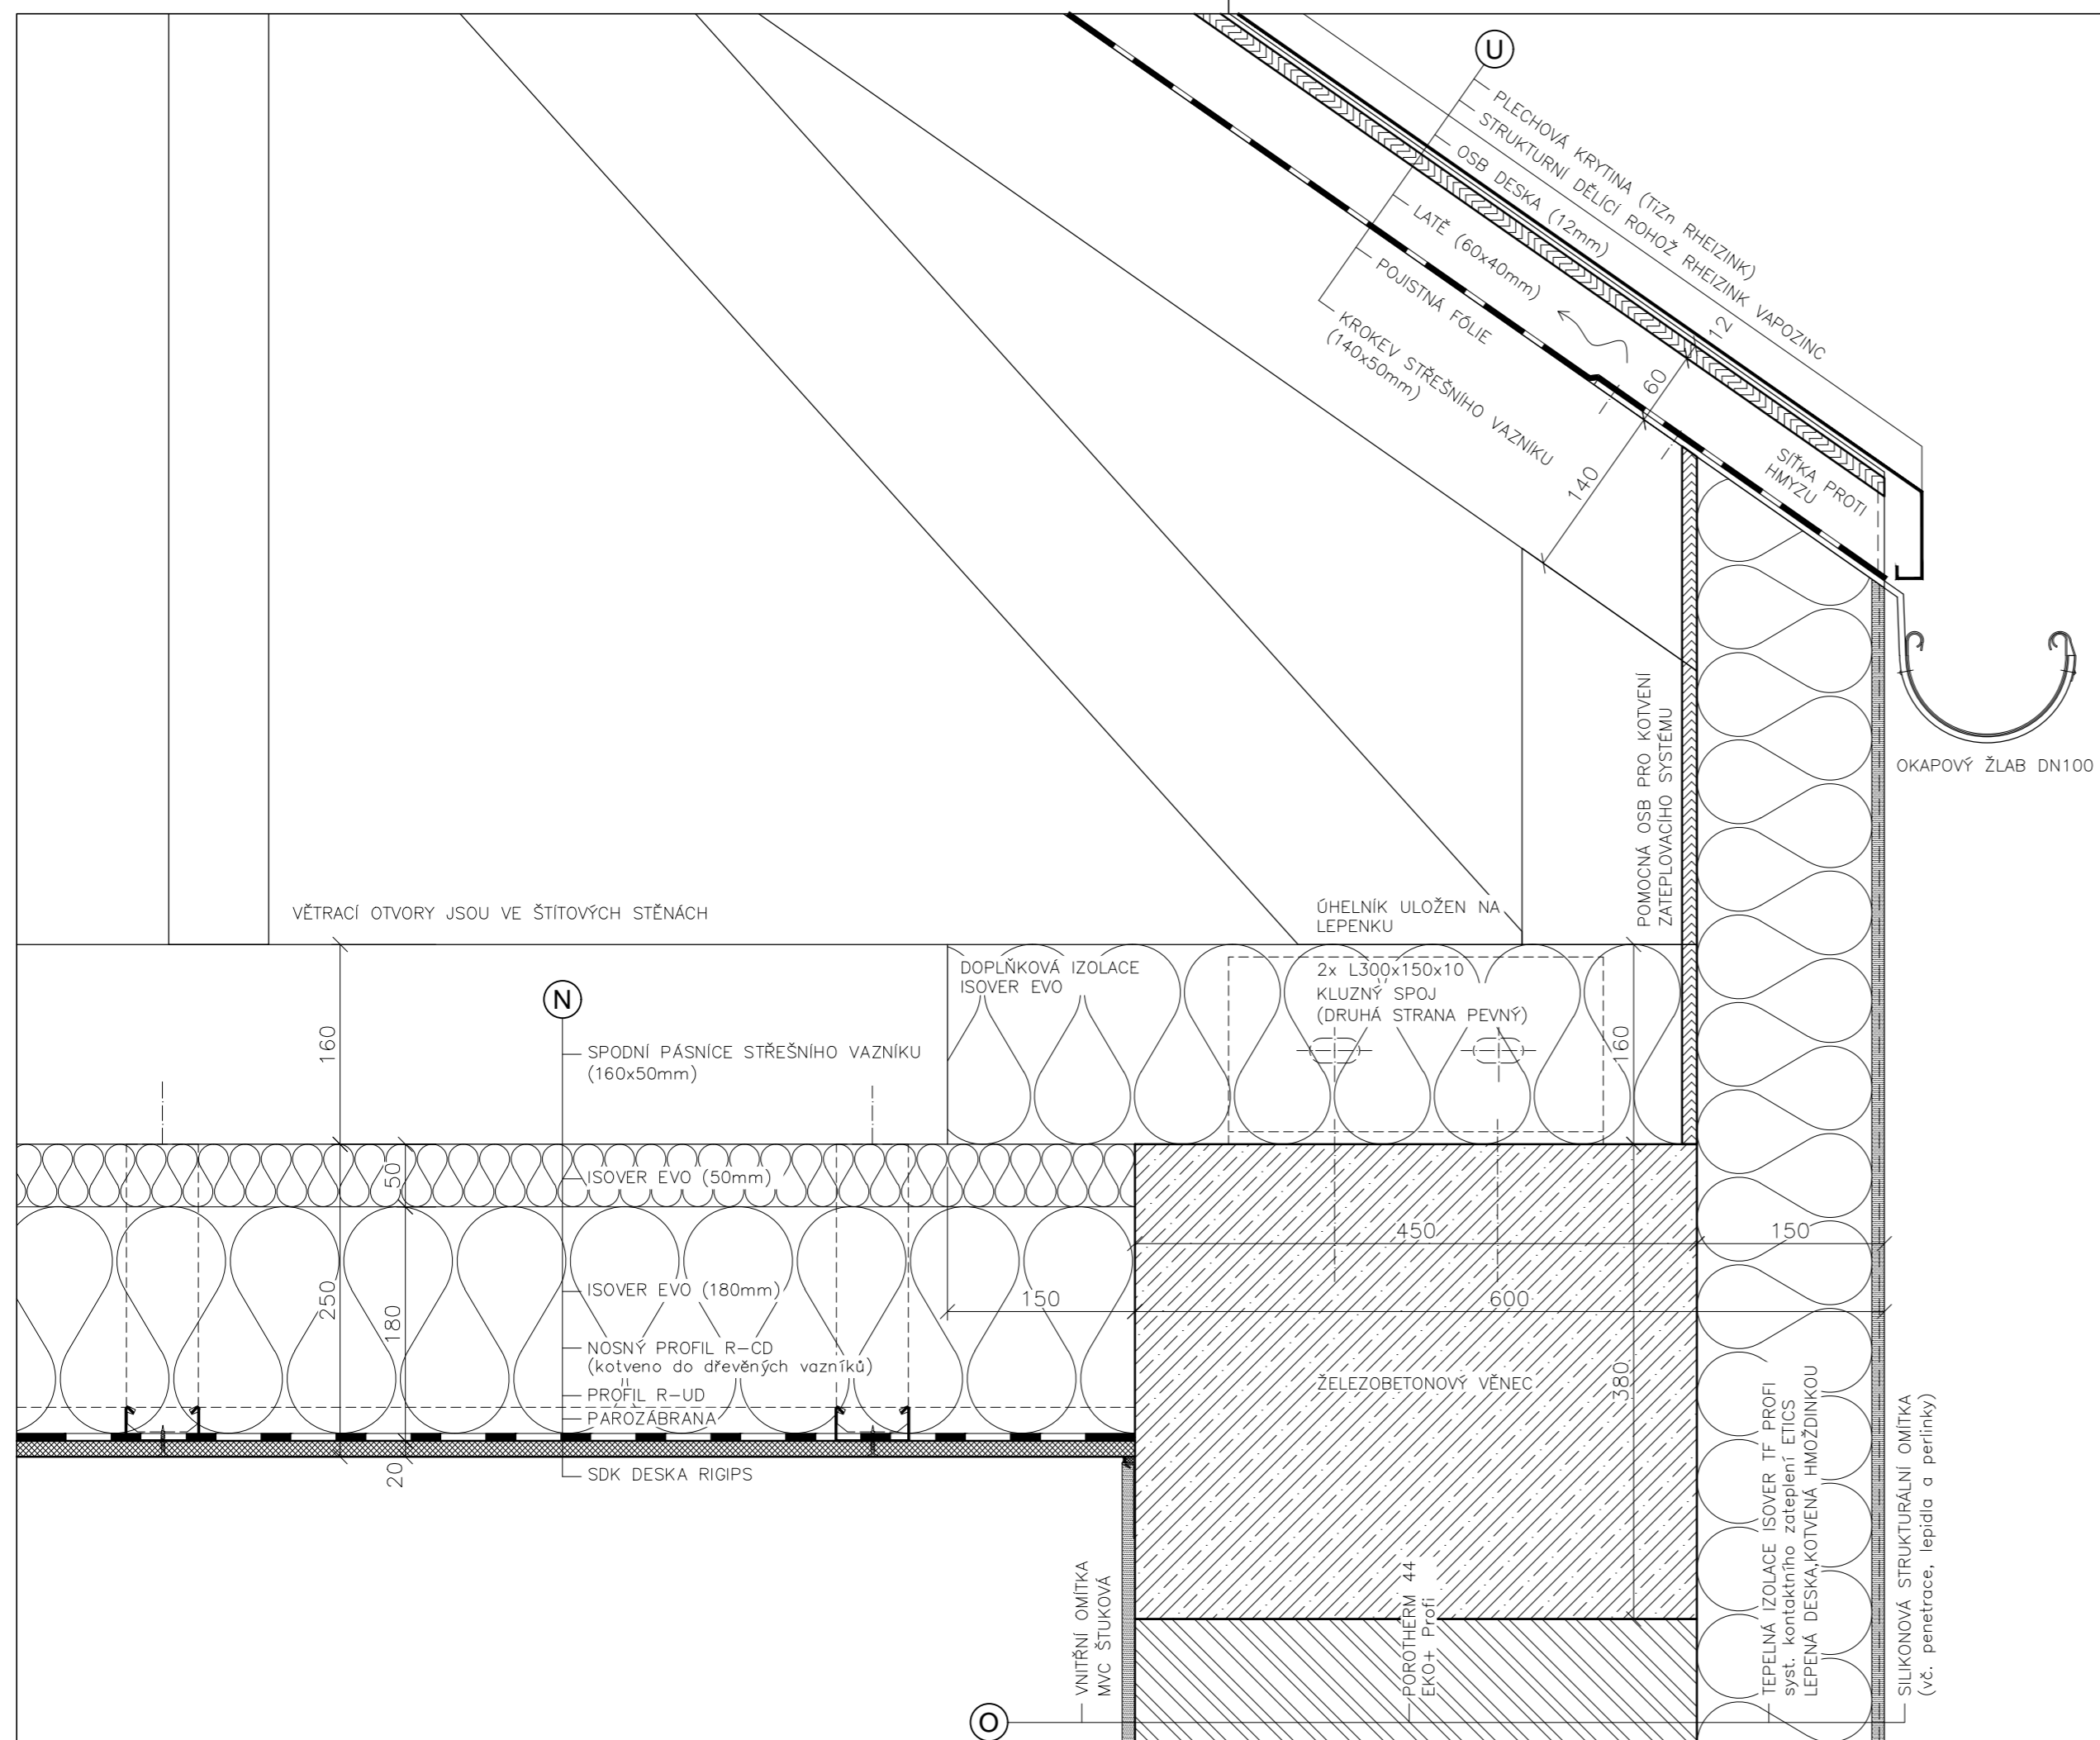 U
PLECHOVÁ KRYTINA (TiZn RHEIZINK)
STRUKTURNI DĚLÍCÍ ROHOŽ RHEIZINK VAPOZINC
OSB DESKA (12mm)
LATĚ (60x40mm)
POJISTNÁ FÓLIE
KROKEV STŘEŠNÍHO VAZNÍKU
(140x50mm)
12
60
140
SÍŤKA PROTI
HMYZU
OKAPOVÝ ŽLAB DN100
POMOCNÁ OSB PRO KOTVENÍ
ZATEPLOVACÍHO SYSTÉMU
VĚTRACÍ OTVORY JSOU VE ŠTÍTOVÝCH STĚNÁCH
ÚHELNÍK ULOŽEN NA
LEPENKU
DOPLŇKOVÁ IZOLACE
ISOVER EVO
2x L300x150x10
KLUZNÝ SPOJ
(DRUHÁ STRANA PEVNÝ)
N
160
160
SPODNÍ PÁSNICE STŘEŠNÍHO VAZNÍKU
(160x50mm)
50
ISOVER EVO (50mm)
450
150
250
180
ISOVER EVO (180mm)
150
600
NOSNÝ PROFIL R-CD
(kotveno do dřevěných vazníků)
PROFIL R-UD
PAROZÁBRANA
20
SDK DESKA RIGIPS
ŽELEZOBETONOVÝ VĚNEC
380
VNITŘNÍ OMÍTKA
MVC ŠTUKOVÁ
POROTHERM 44
EKO+ Profi
TEPELNÁ IZOLACE ISOVER TF PROFI
syst. kontaktního zateplení ETICS
LEPENÁ DESKA,KOTVENÁ HMOŽDINKOU
SILIKONOVÁ STRUKTURÁLNÍ OMÍTKA
(vč. penetrace, lepidla a perlinky)
O